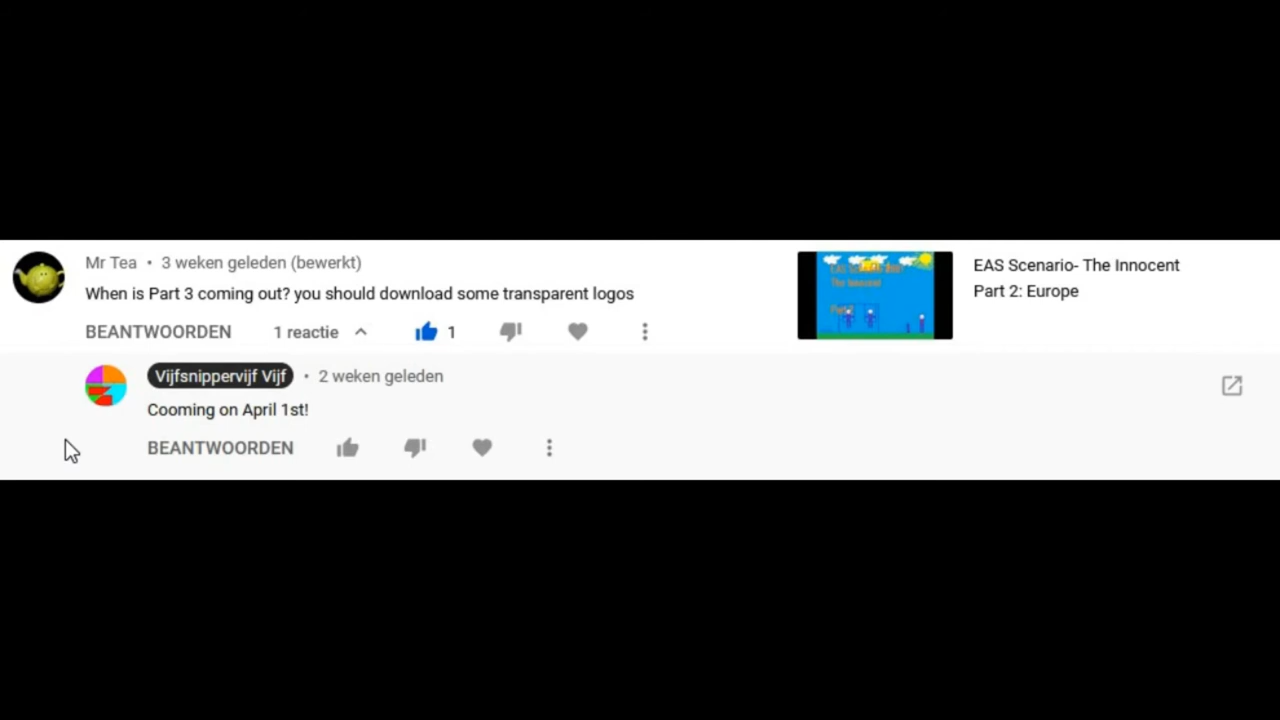 Mr Tea • 3 weken geleden (bewerkt)
When is Part 3 coming out? you should download some transparent logos
BEANTWOORDEN 1 reactie 1
EAS Scenario- The Innocent
Part 2: Europe
The Innocent
Vijfsnippervijf Vijf • 2 weken geleden
Cooming on April 1st!
BEANTWOORDEN